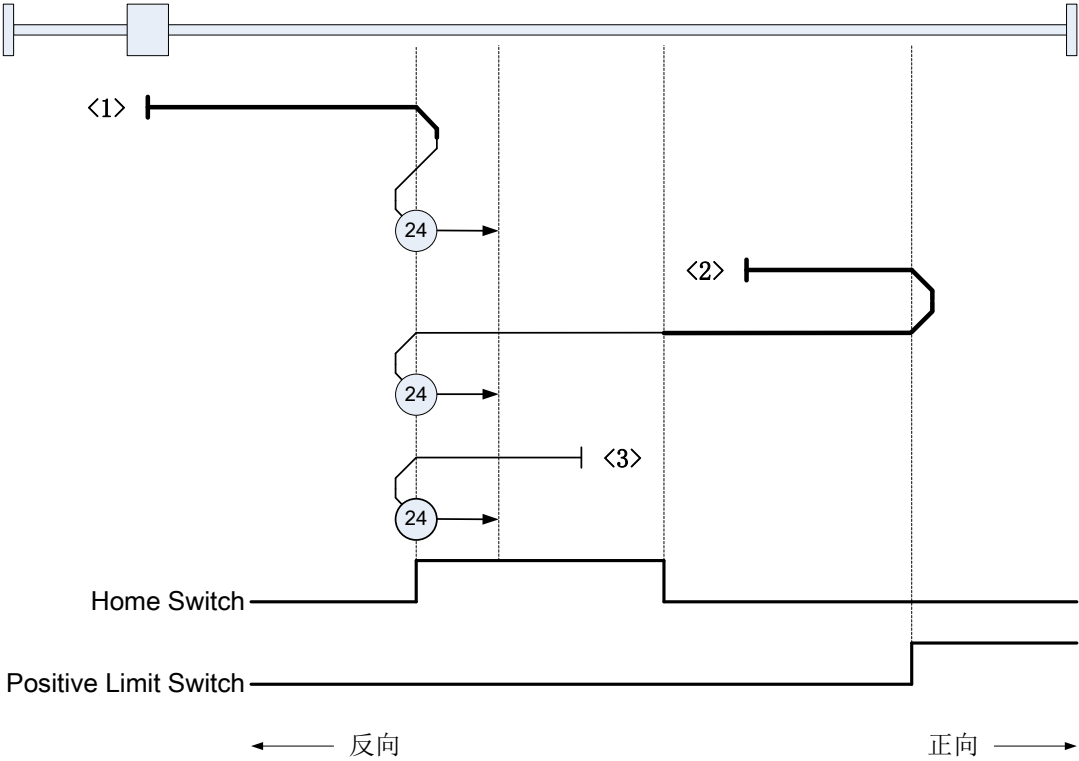 <1>
24
<2>
24
<3>
24
Home Switch
Positive Limit Switch
反向 正向